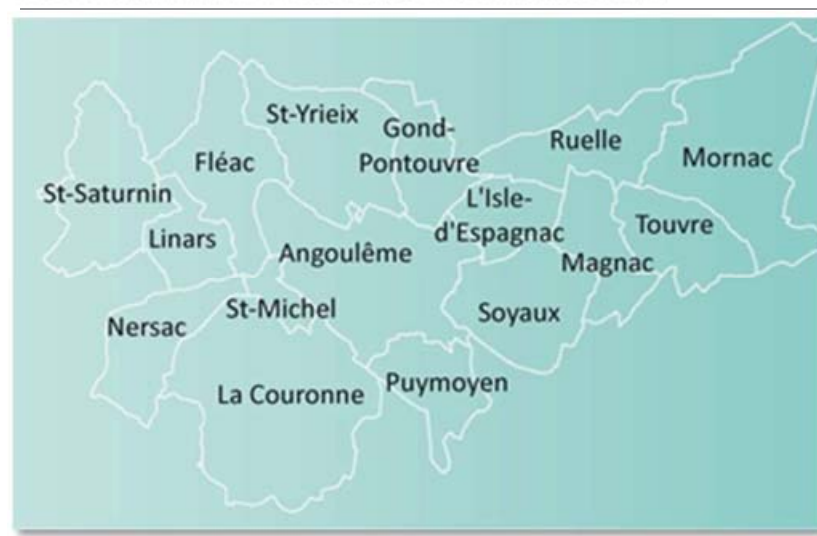 St-Yrieix
Gond-
Pontouvre
Ruelle
Mornac
Fléac
St-Saturnin
L'Isle-
d'Espagnac
Touvre
Linars
Angoulême
Magnac
St-Michel
Soyaux
Nersac
La Couronne
Puymoyen